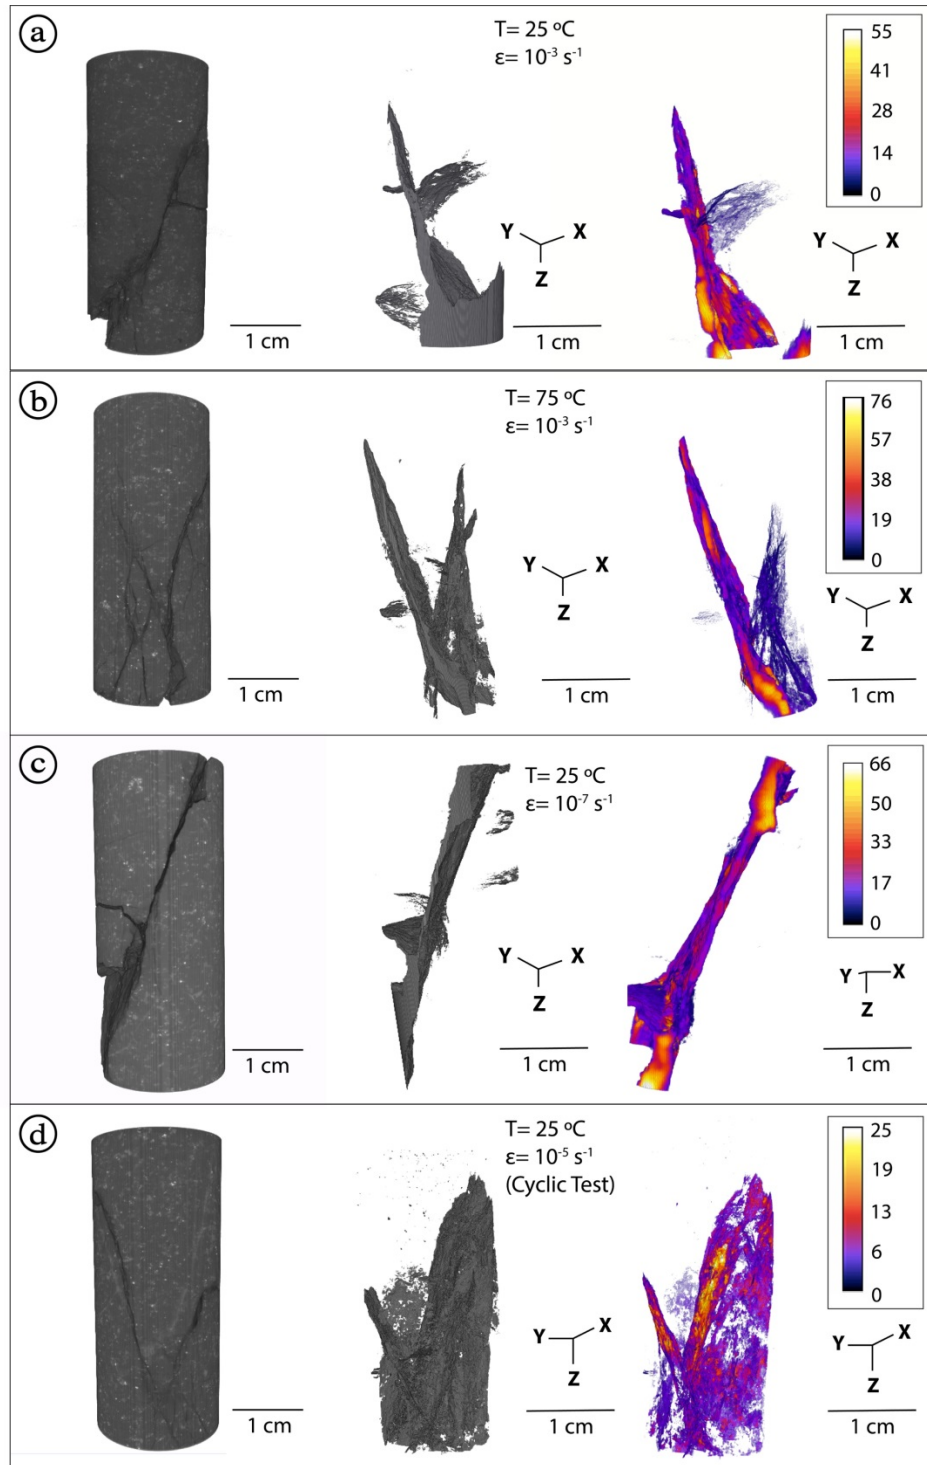 a
T= 25 ºC
ε= 10⁻³ s⁻¹
55
41
28
14
0
Y X
Z
Y X
Z
1 cm
1 cm
1 cm
b
T= 75 ºC
ε= 10⁻³ s⁻¹
76
57
38
19
0
Y X
Z
Y X
Z
1 cm
1 cm
1 cm
c
T= 25 ºC
ε= 10⁻⁷ s⁻¹
66
50
33
17
0
Y X
Z
Y X
Z
1 cm
1 cm
1 cm
d
T= 25 ºC
ε= 10⁻⁵ s⁻¹
(Cyclic Test)
25
19
13
6
0
Y X
Z
Y X
Z
1 cm
1 cm
1 cm